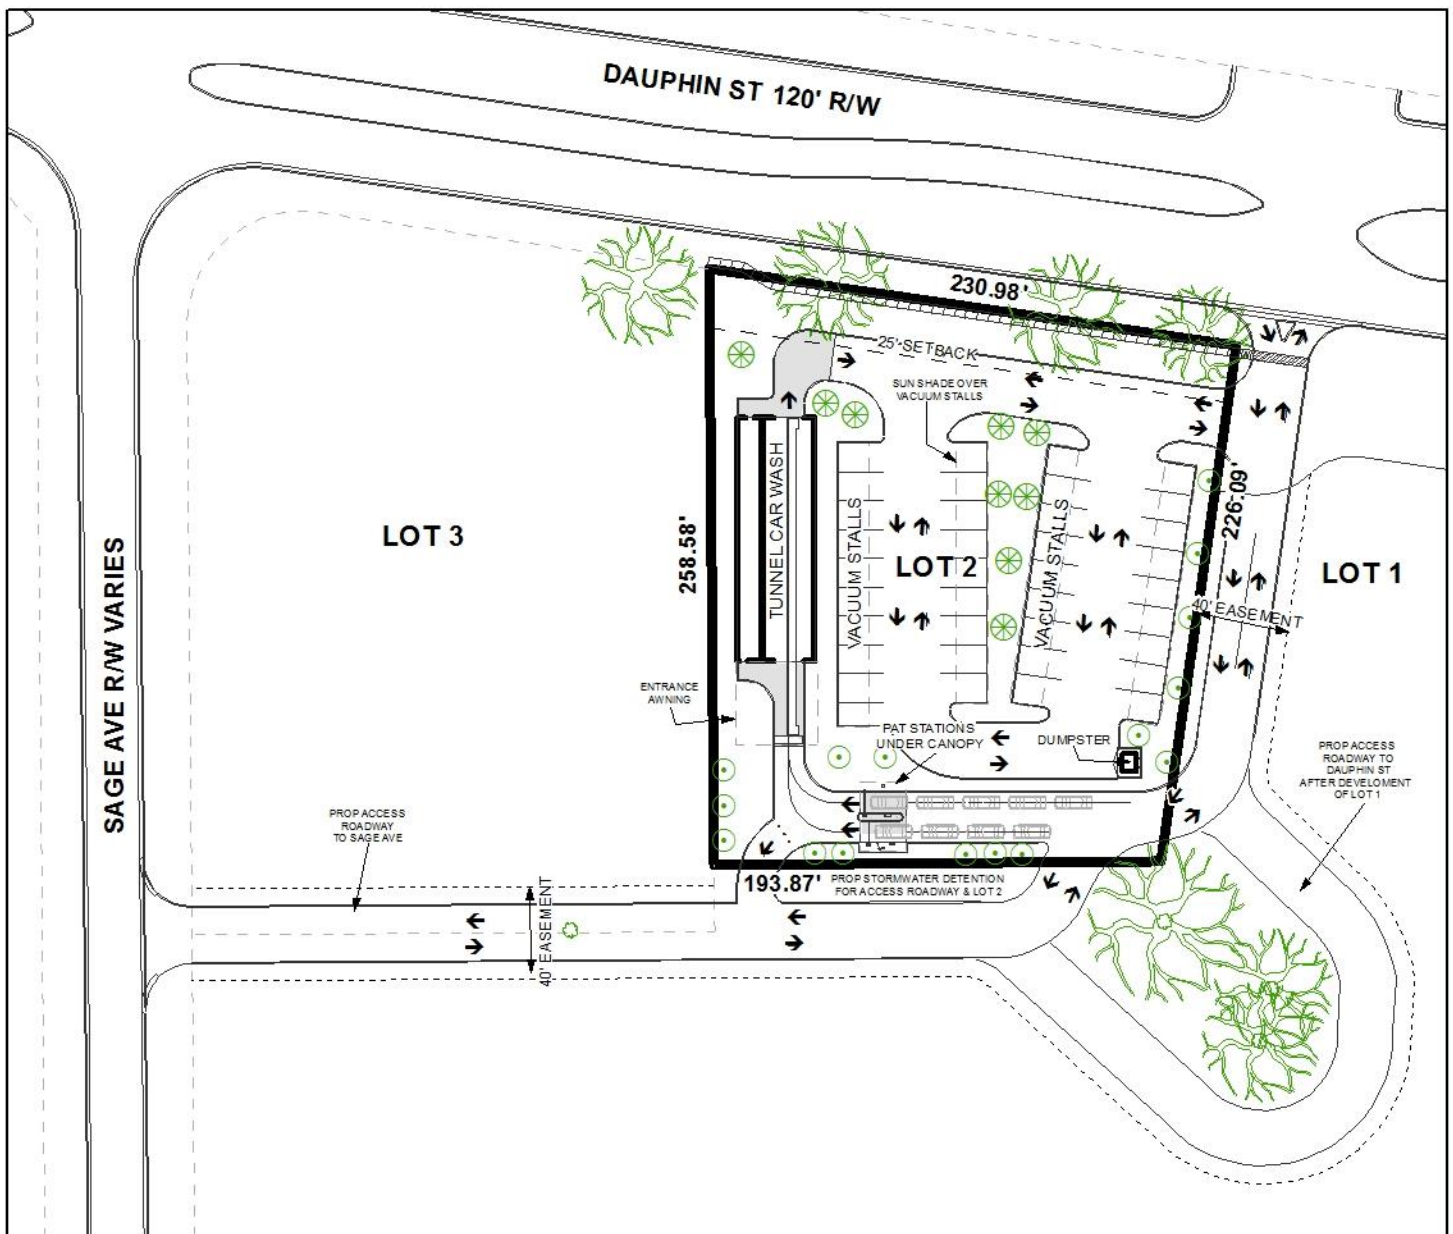 DAUPHIN ST 120' R/W
230.98'
25' SETBACK
SUN SHADE OVER
VACUUM STALLS
TUNNEL CAR WASH
LOT 3
258.58'
VACUUM STALLS
LOT 2
VACUUM STALLS
226.09'
LOT 1
40' EASEMENT
SAGE AVE R/W VARIES
ENTRANCE
AWNING
PAT STATIONS
UNDER CANOPY
DUMPSTER
PROP ACCESS
ROADWAY TO
DAUPHIN ST
AFTER DEVELOMENT
OF LOT 1
PROP ACCESS
ROADWAY
TO SAGE AVE
193.87'
PROP STORMWATER DETENTION
FOR ACCESS ROADWAY & LOT 2
40' EASEMENT